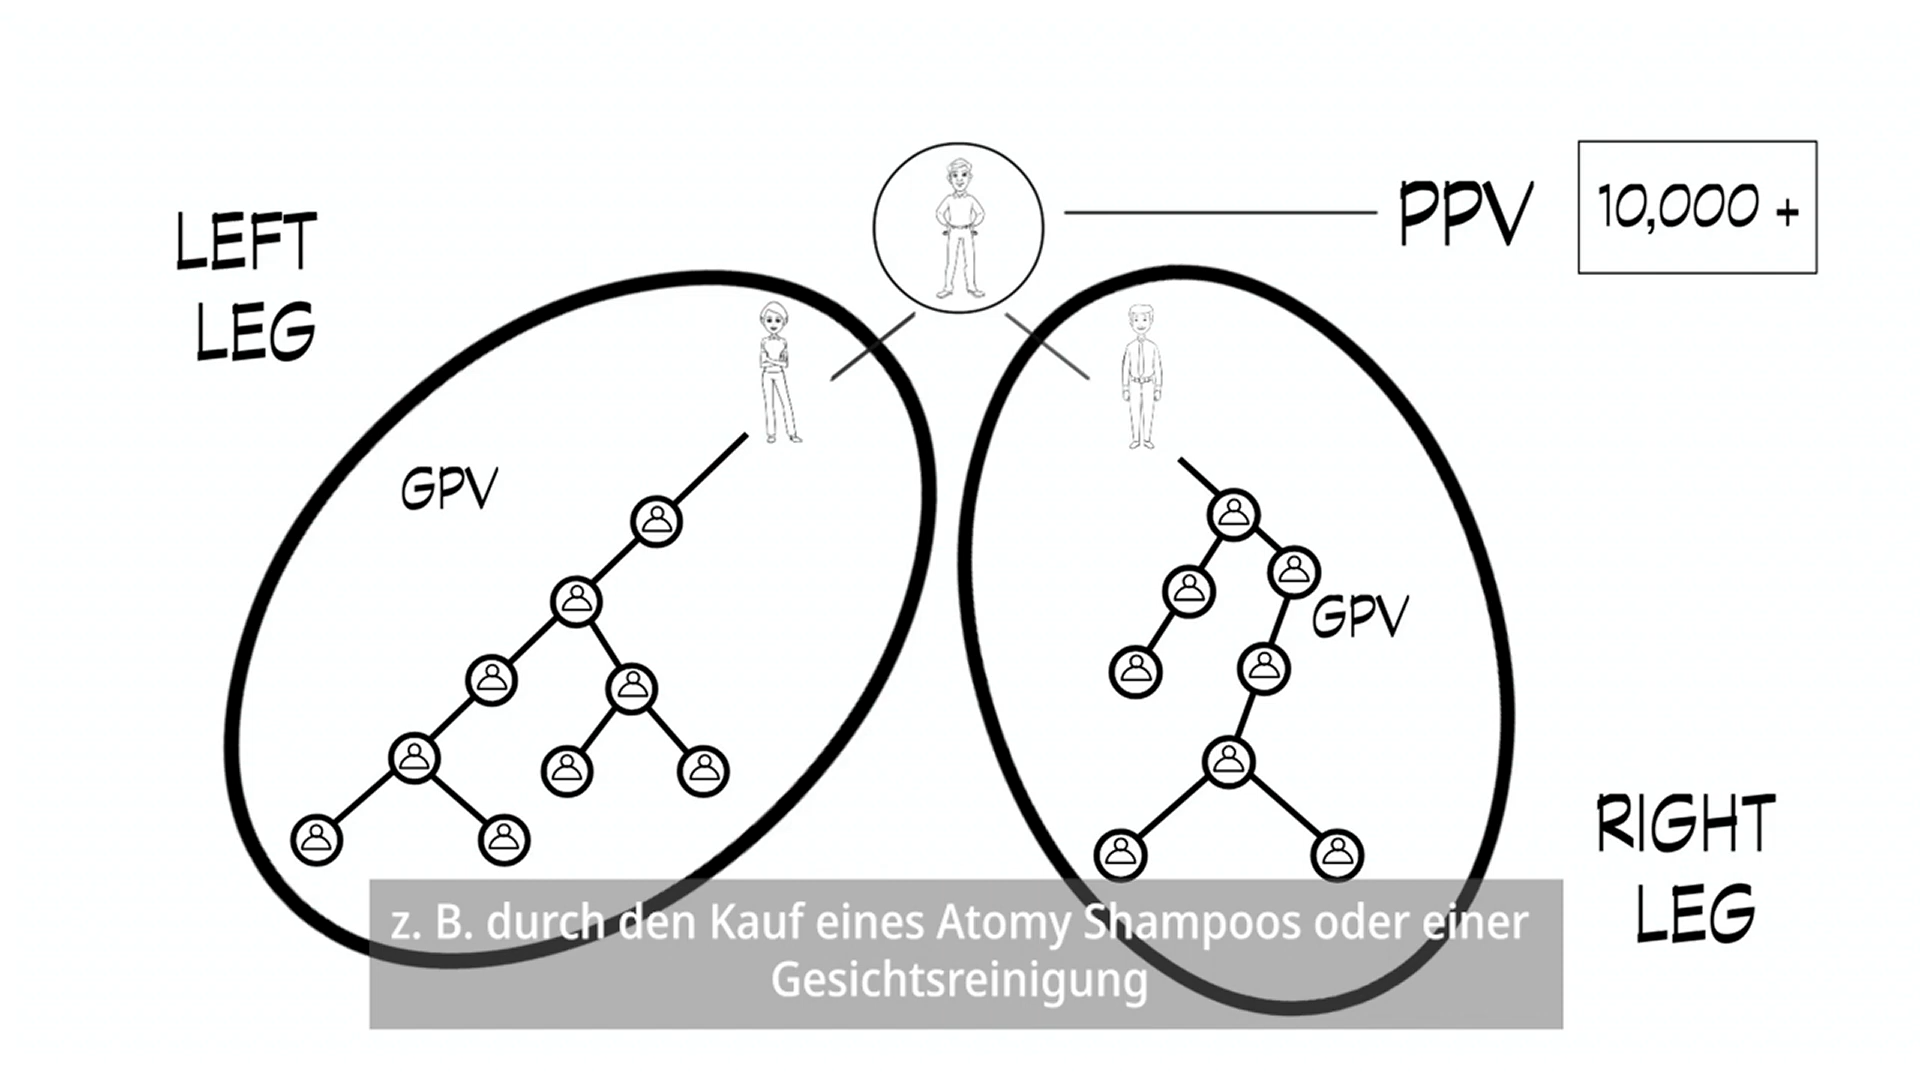 LEFT
LEG
PPV
10,000 +
GPV
GPV
RIGHT
LEG
z. B. durch den Kauf eines Atomy Shampoos oder einer
Gesichtsreinigung